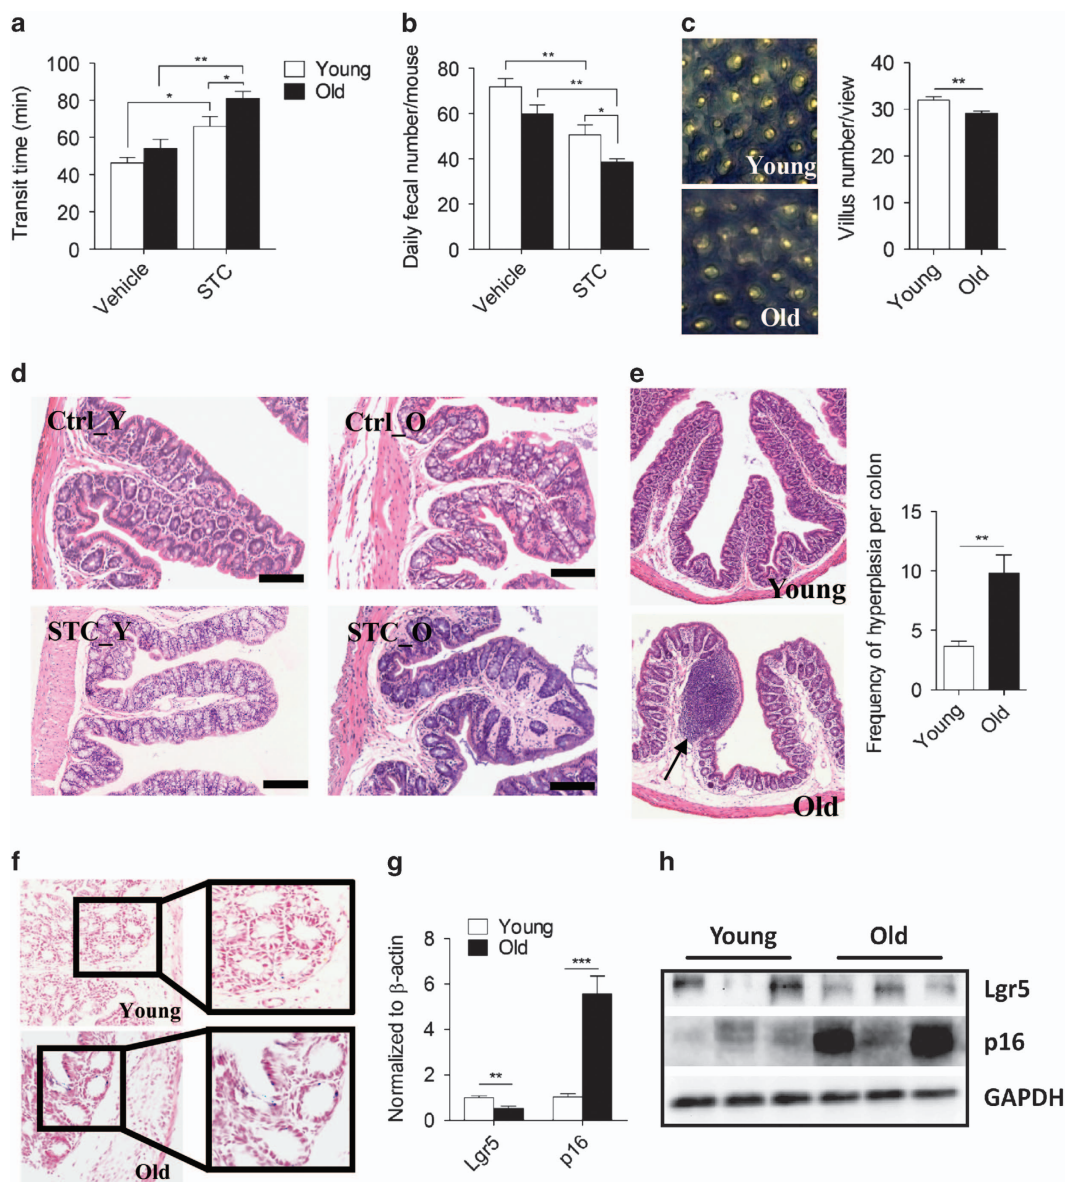 a
Transit time (min)
100
80
60
40
20
0
**
*
*
Young
Old
Vehicle
STC
b
Daily fecal number/mouse
80
60
40
20
0
**
**
*
Vehicle
STC
c
Young
Old
Villus number/view
40
30
20
10
0
**
Young
Old
d
Ctrl_Y
Ctrl_O
STC_Y
STC_O
e
Young
Old
Frequency of hyperplasia per colon
15
10
5
0
**
Young
Old
f
Young
Old
g
Young
Old
Normalized to β-actin
8
6
4
2
0
**
***
Lgr5
p16
h
Young Old
Lgr5
p16
GAPDH